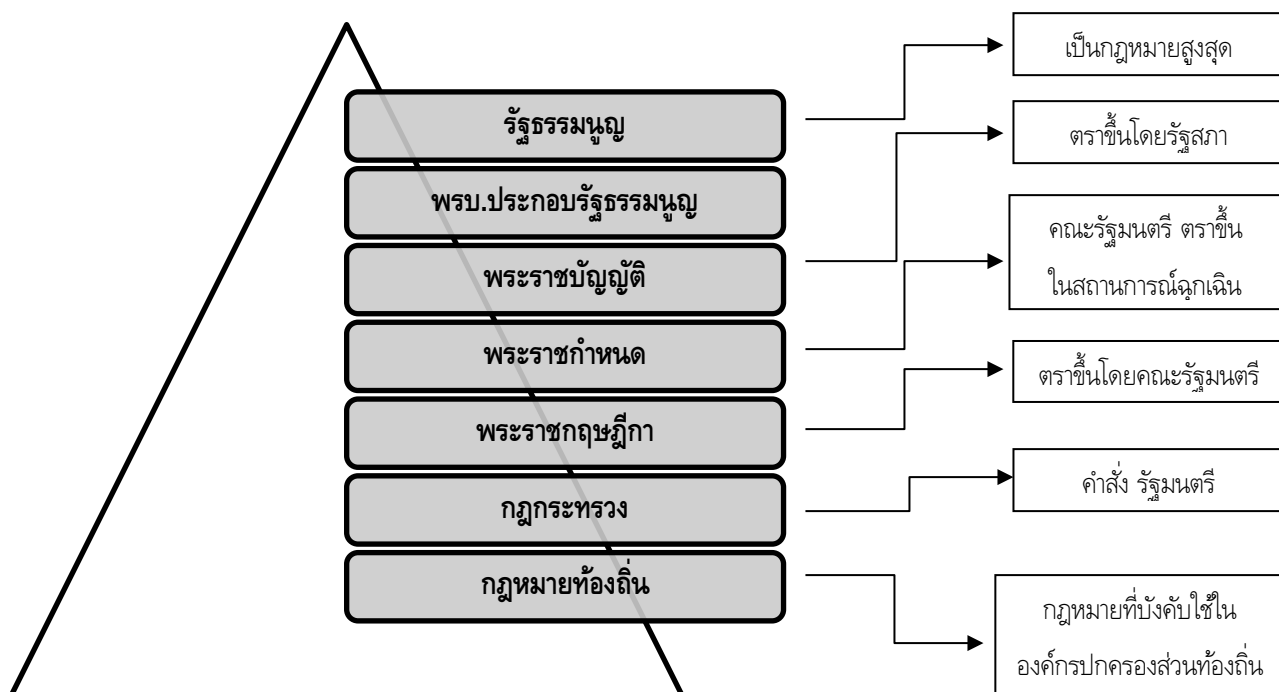 รัฐธรรมนูญ
พรบ.ประกอบรัฐธรรมนูญ
พระราชบัญญัติ
พระราชกำหนด
พระราชกฤษฎีกา
กฎกระทรวง
กฎหมายท้องถิ่น
เป็นกฎหมายสูงสุด
ตราขึ้นโดยรัฐสภา
คณะรัฐมนตรี ตราขึ้น
ในสถานการณ์ฉุกเฉิน
ตราขึ้นโดยคณะรัฐมนตรี
คำสั่ง รัฐมนตรี
กฎหมายที่บังคับใช้ใน
องค์กรปกครองส่วนท้องถิ่น